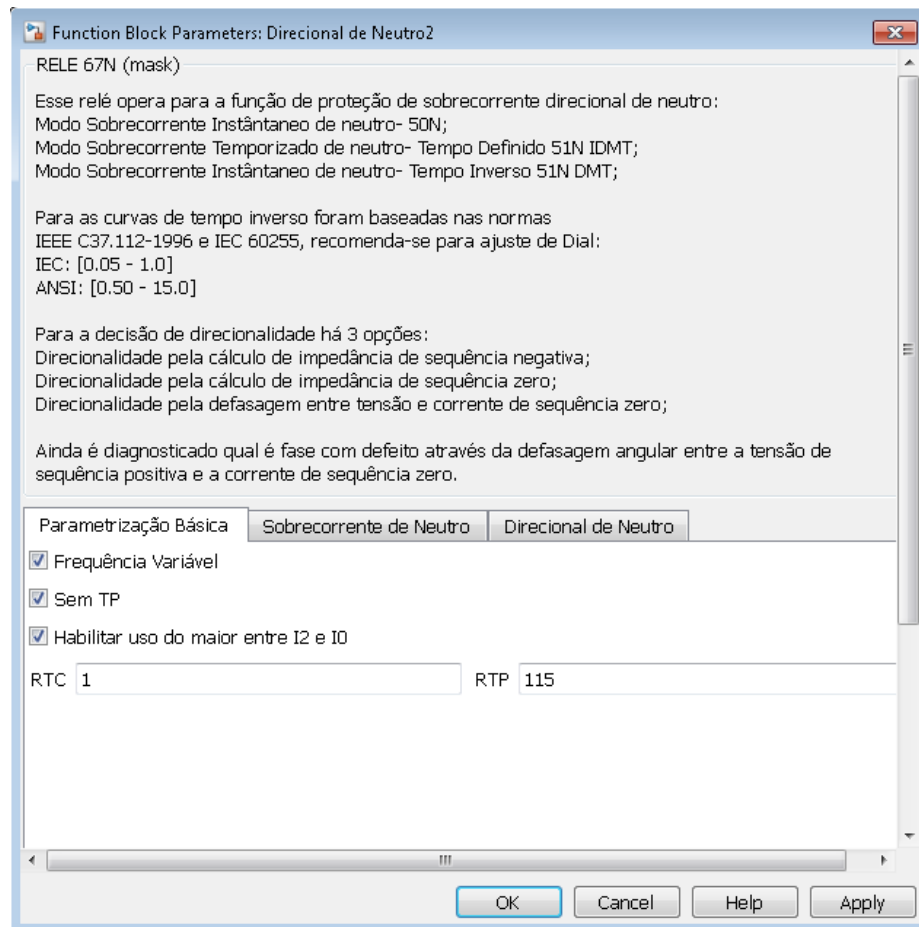 Function Block Parameters: Direcional de Neutro2
RELE 67N (mask)
Esse relé opera para a função de proteção de sobrecorrente direcional de neutro:
Modo Sobrecorrente Instântaneo de neutro- 50N;
Modo Sobrecorrente Temporizado de neutro- Tempo Definido 51N IDMT;
Modo Sobrecorrente Instântaneo de neutro- Tempo Inverso 51N DMT;
Para as curvas de tempo inverso foram baseadas nas normas
IEEE C37.112-1996 e IEC 60255, recomenda-se para ajuste de Dial:
IEC: [0.05 - 1.0]
ANSI: [0.50 - 15.0]
Para a decisão de direcionalidade há 3 opções:
Direcionalidade pela cálculo de impedância de sequência negativa;
Direcionalidade pela cálculo de impedância de sequência zero;
Direcionalidade pela defasagem entre tensão e corrente de sequência zero;
Ainda é diagnosticado qual é fase com defeito através da defasagem angular entre a tensão de
sequência positiva e a corrente de sequência zero.
Parametrização Básica Sobrecorrente de Neutro Direcional de Neutro
Frequência Variável
Sem TP
Habilitar uso do maior entre I2 e I0
RTC 1 RTP 115
OK Cancel Help Apply